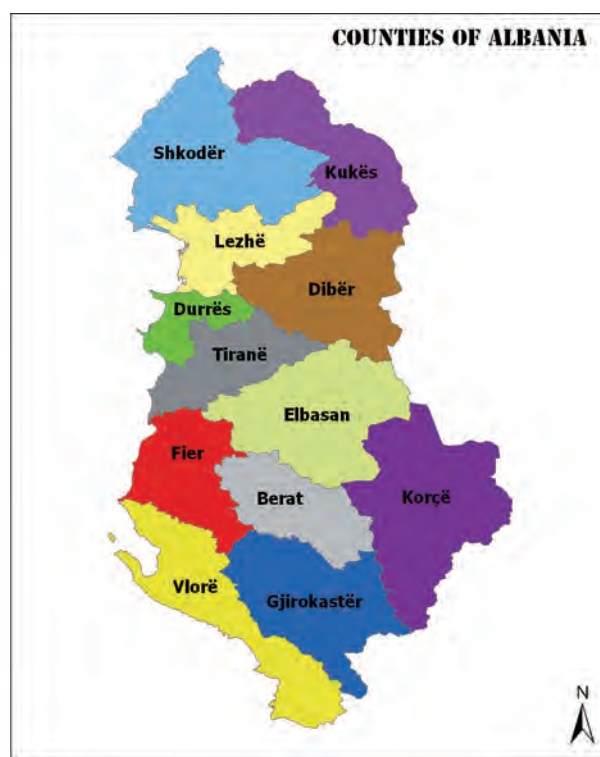 COUNTIES OF ALBANIA
Shkodër
Kukës
Lezhë
Dibër
Durrës
Tiranë
Elbasan
Fier
Berat
Korçë
Vlorë
Gjirokastër
N